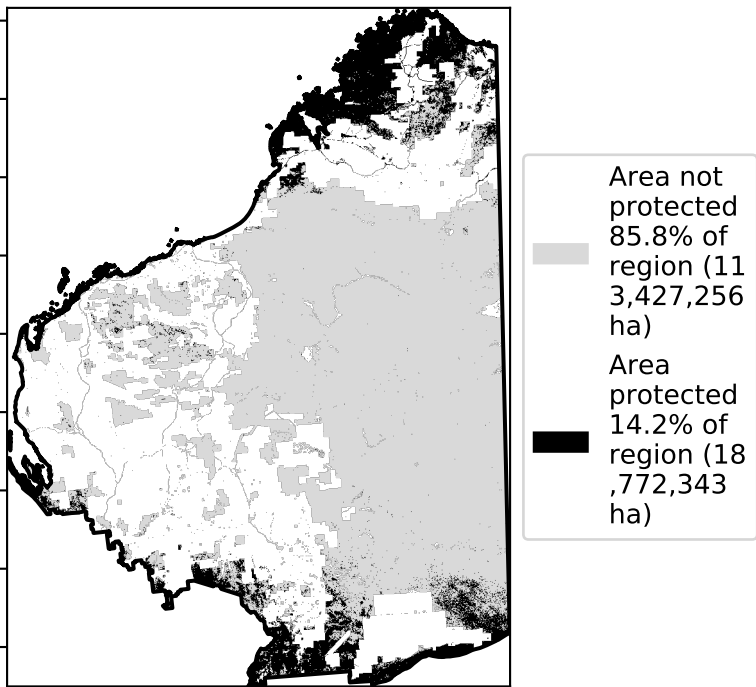 Area not
protected
85.8% of
region (11
3,427,256
ha)
Area
protected
14.2% of
region (18
,772,343
ha)